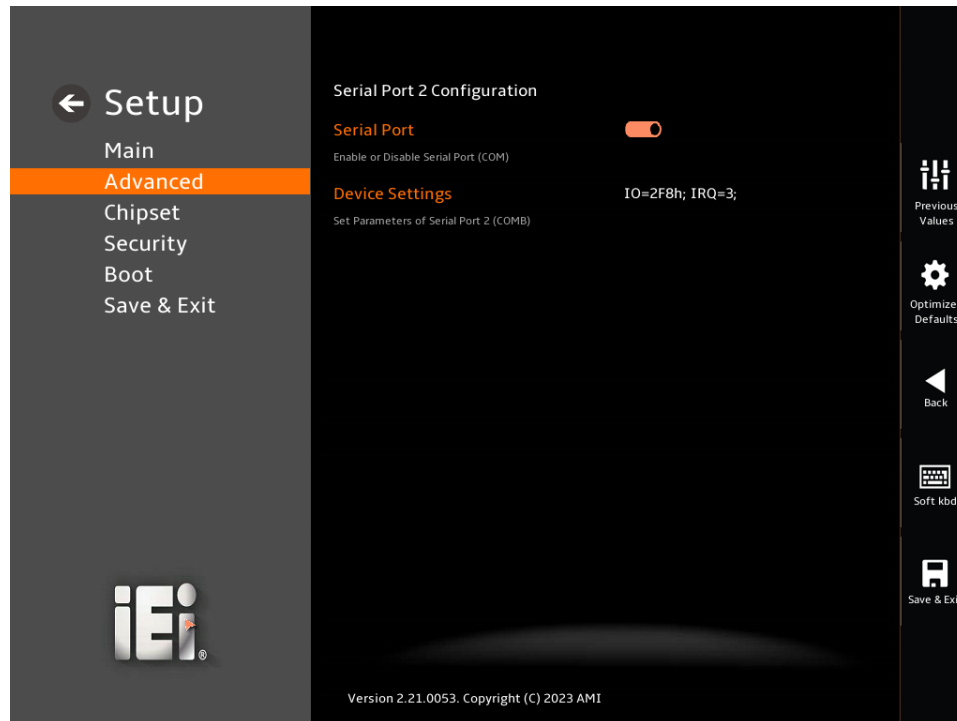 Setup
Main
Advanced
Chipset
Security
Boot
Save & Exit
iEi®
Serial Port 2 Configuration
Serial Port
Enable or Disable Serial Port (COM)
Device Settings
IO=2F8h; IRQ=3;
Set Parameters of Serial Port 2 (COMB)
Version 2.21.0053. Copyright (C) 2023 AMI
Previous
Values
Optimize
Defaults
Back
Soft kbd
Save & Exi